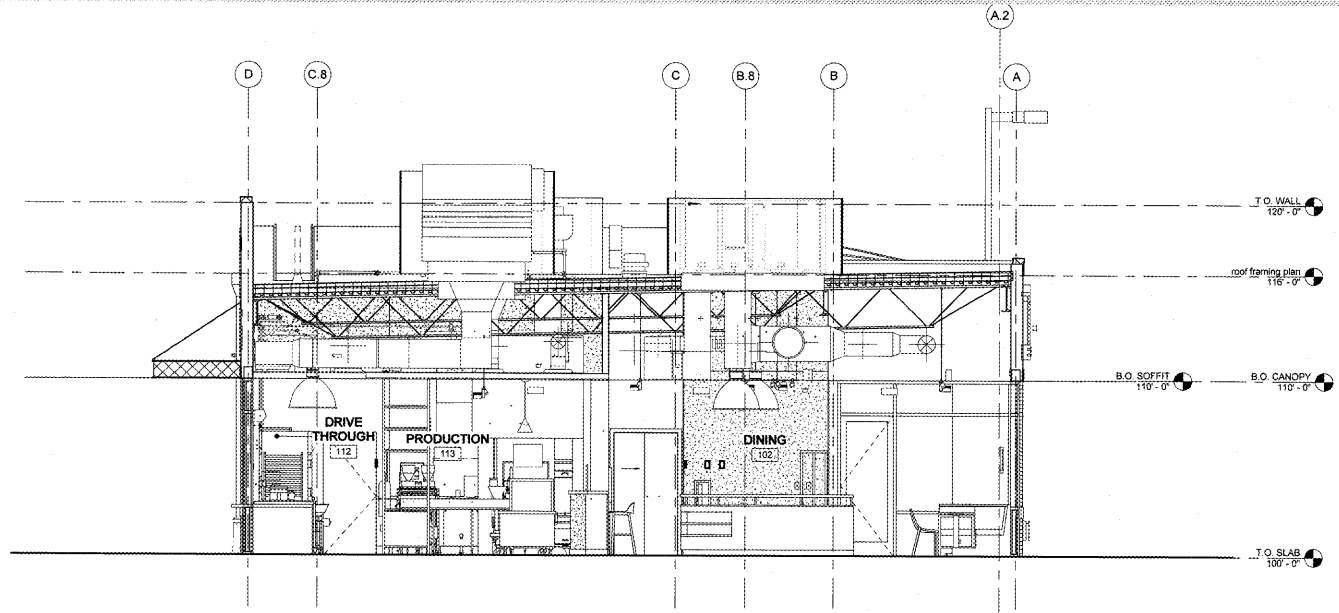 A.2
D
C.8
C
B.8
B
A
T.O. WALL
120' - 0"
roof framing plan
116' - 0"
B.O. SOFFIT
110' - 0"
B.O. CANOPY
110' - 0"
DRIVE
THROUGH
112
PRODUCTION
113
DINING
102
T.O. SLAB
100' - 0"